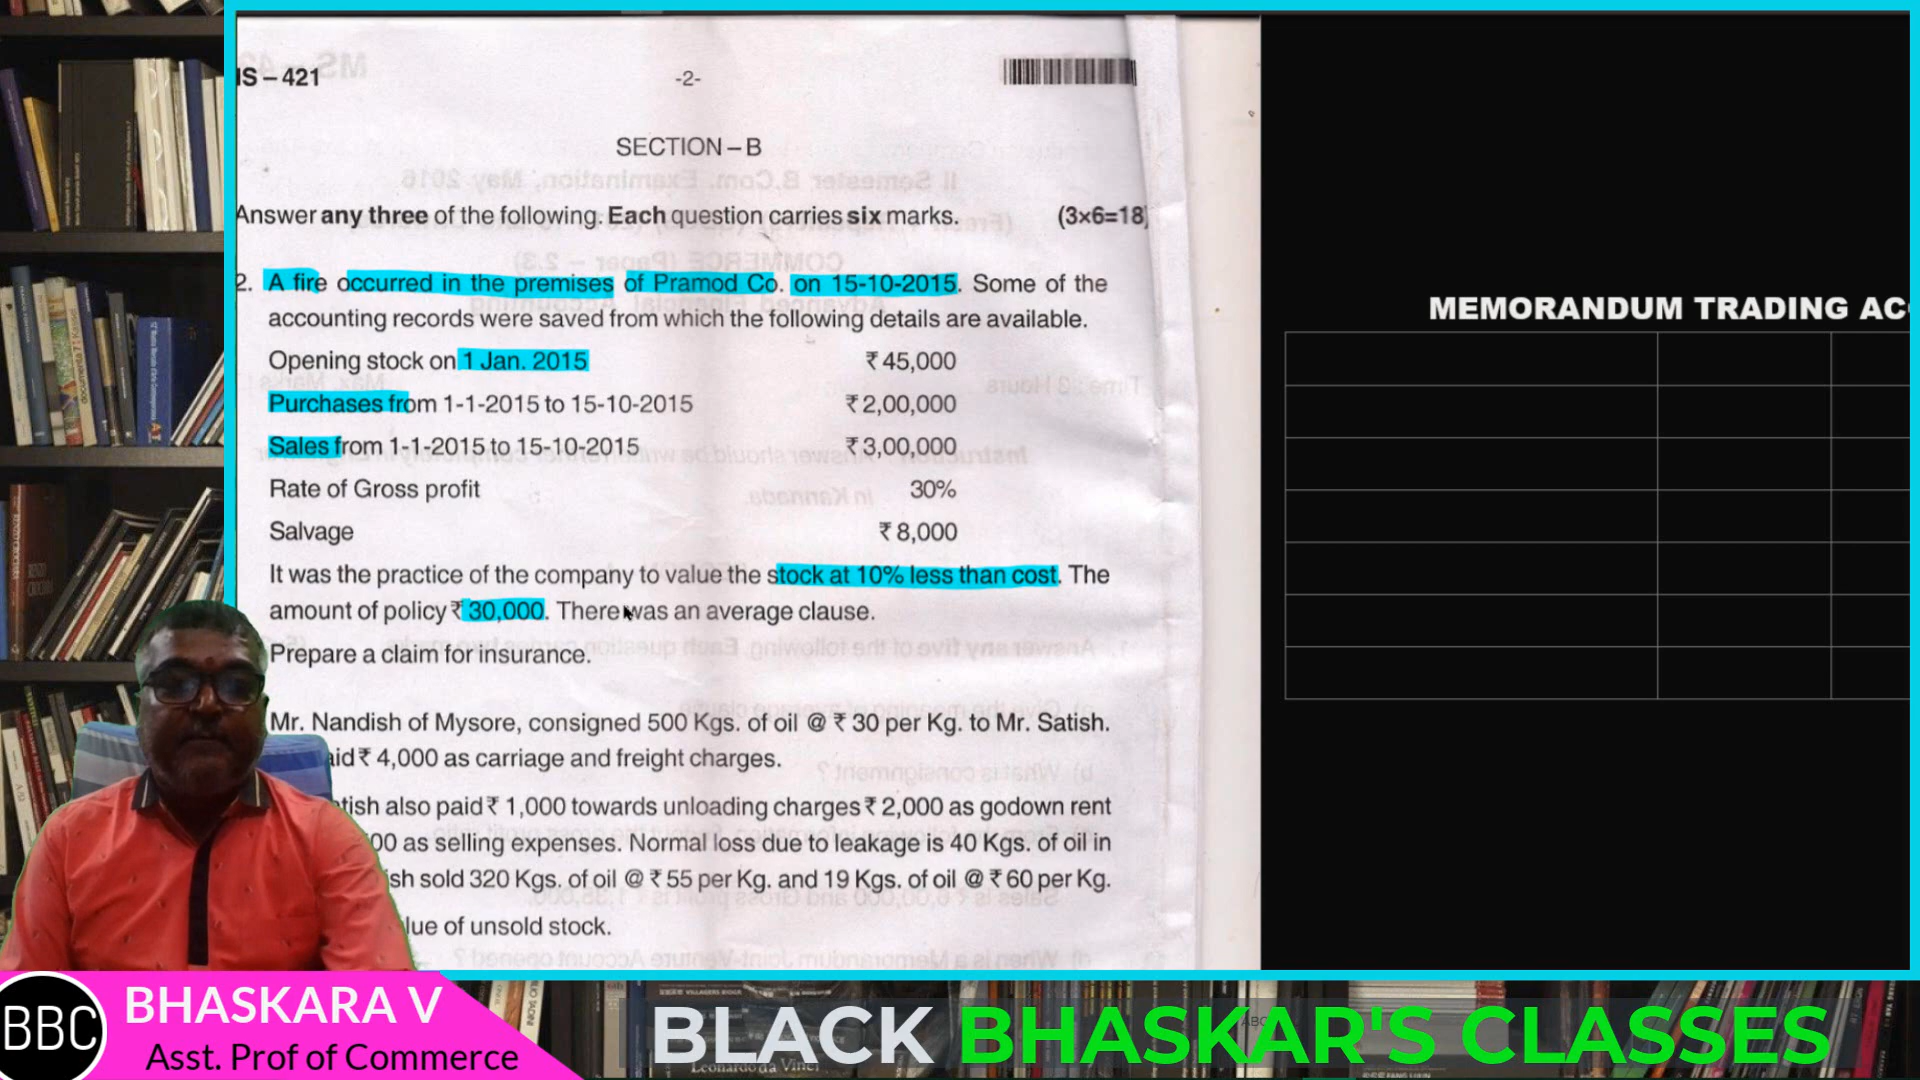 IS – 421
-2-
SECTION – B
Answer any three of the following. Each question carries six marks. (3×6=18)
2. A fire occurred in the premises of Pramod Co. on 15-10-2015. Some of the
accounting records were saved from which the following details are available.
Opening stock on 1 Jan. 2015 ₹ 45,000
Purchases from 1-1-2015 to 15-10-2015 ₹ 2,00,000
Sales from 1-1-2015 to 15-10-2015 ₹ 3,00,000
Rate of Gross profit 30%
Salvage ₹ 8,000
It was the practice of the company to value the stock at 10% less than cost. The
amount of policy ₹ 30,000. There was an average clause.
Prepare a claim for insurance.
Mr. Nandish of Mysore, consigned 500 Kgs. of oil @ ₹ 30 per Kg. to Mr. Satish.
aid ₹ 4,000 as carriage and freight charges.
tish also paid ₹ 1,000 towards unloading charges ₹ 2,000 as godown rent
00 as selling expenses. Normal loss due to leakage is 40 Kgs. of oil in
sh sold 320 Kgs. of oil @ ₹ 55 per Kg. and 19 Kgs. of oil @ ₹ 60 per Kg.
lue of unsold stock.
MEMORANDUM TRADING AC
BBC
BHASKARA V
Asst. Prof of Commerce
BLACK BHASKAR'S CLASSES
Leonardo da Vinci